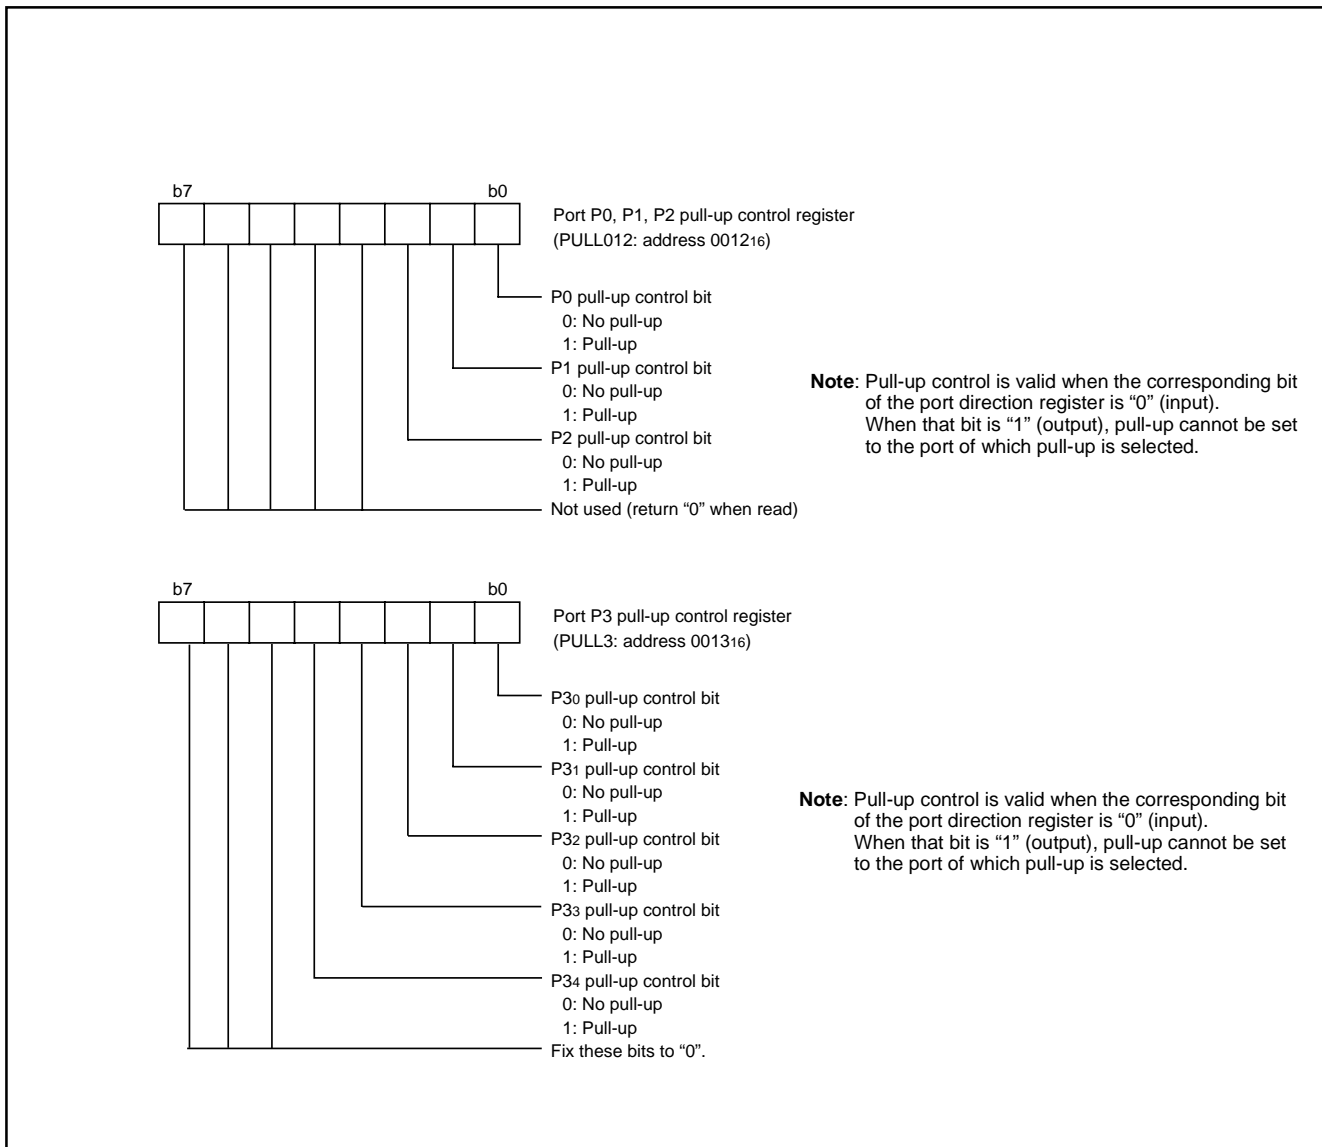 b7 b0
Port P0, P1, P2 pull-up control register
(PULL012: address 001216)
P0 pull-up control bit
0: No pull-up
1: Pull-up
P1 pull-up control bit
0: No pull-up
1: Pull-up
P2 pull-up control bit
0: No pull-up
1: Pull-up
Not used (return “0” when read)
Note: Pull-up control is valid when the corresponding bit
of the port direction register is “0” (input).
When that bit is “1” (output), pull-up cannot be set
to the port of which pull-up is selected.
b7 b0
Port P3 pull-up control register
(PULL3: address 001316)
P30 pull-up control bit
0: No pull-up
1: Pull-up
P31 pull-up control bit
0: No pull-up
1: Pull-up
P32 pull-up control bit
0: No pull-up
1: Pull-up
P33 pull-up control bit
0: No pull-up
1: Pull-up
P34 pull-up control bit
0: No pull-up
1: Pull-up
Fix these bits to “0”.
Note: Pull-up control is valid when the corresponding bit
of the port direction register is “0” (input).
When that bit is “1” (output), pull-up cannot be set
to the port of which pull-up is selected.